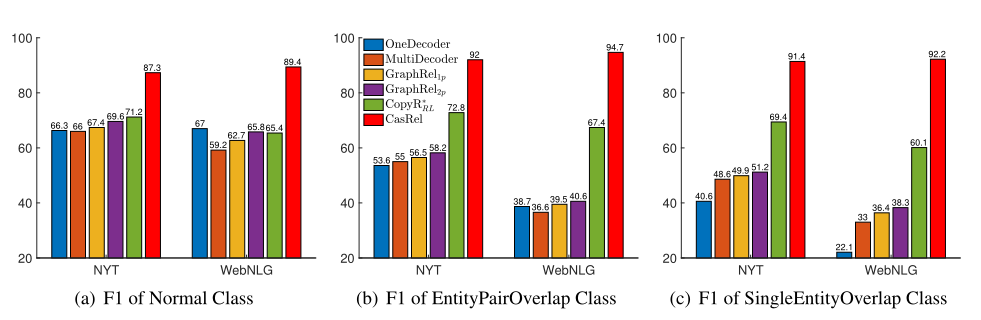 100
80
60
40
20
66.3 66 67.4 69.6 71.2 87.3
67 59.2 62.7 65.8 65.4 89.4
NYT WebNLG
(a) F1 of Normal Class
100
80
60
40
20
OneDecoder
MultiDecoder
GraphRel1p
GraphRel2p
CopyR*RL
CasRel
53.6 55 56.5 58.2 72.8 92
38.7 36.6 39.5 40.6 67.4 94.7
NYT WebNLG
(b) F1 of EntityPairOverlap Class
100
80
60
40
20
40.6 48.6 49.9 51.2 69.4 91.4
22.1 33 36.4 38.3 60.1 92.2
NYT WebNLG
(c) F1 of SingleEntityOverlap Class